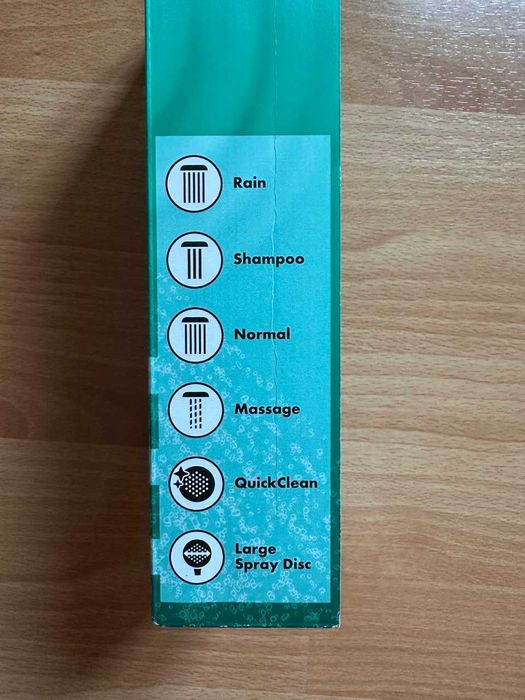 Rain
Shampoo
Normal
Massage
QuickClean
Large
Spray Disc